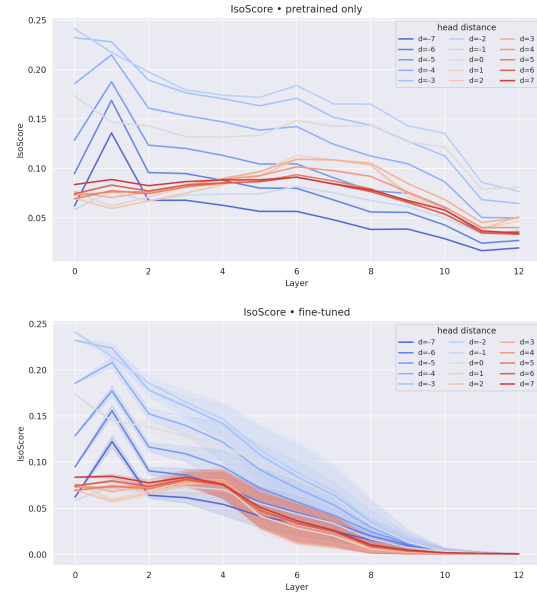 IsoScore • pretrained only
0.25
0.20
0.15
0.10
0.05
IsoScore
0 2 4 6 8 10 12
Layer
head distance
d=-7 d=-2 d=3
d=-6 d=-1 d=4
d=-5 d=0 d=5
d=-4 d=1 d=6
d=-3 d=2 d=7
IsoScore • fine-tuned
0.25
0.20
0.15
0.10
0.05
0.00
IsoScore
0 2 4 6 8 10 12
Layer
head distance
d=-7 d=-2 d=3
d=-6 d=-1 d=4
d=-5 d=0 d=5
d=-4 d=1 d=6
d=-3 d=2 d=7